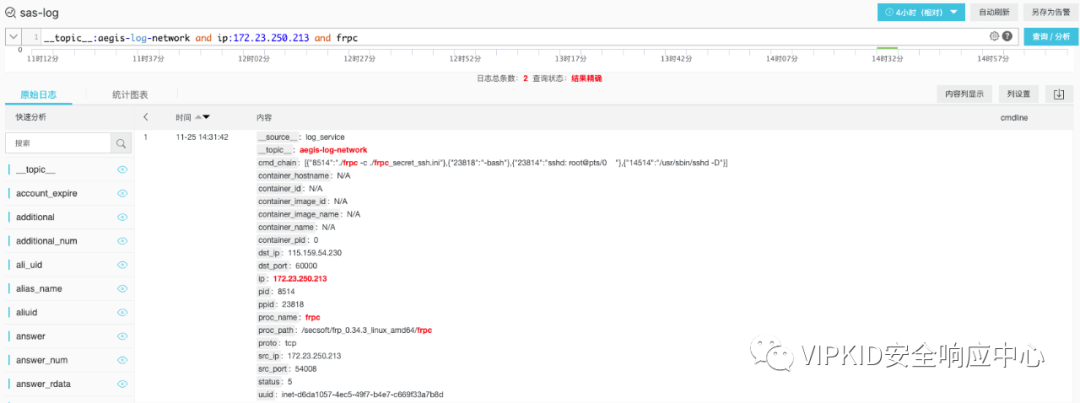 sas-log
4小时（相对）
自动刷新
另存为告警
1 __topic__:aegis-log-network and ip:172.23.250.213 and frpc
查询 / 分析
0
11时12分 11时37分 12时02分 12时27分 12时52分 13时17分 13时42分 14时07分 14时32分 14时57分
日志总条数：2 查询状态：结果精确
原始日志 统计图表
内容列显示 列设置
快速分析
时间 内容 cmdline
搜索
__topic__
account_expire
additional
additional_num
ali_uid
alias_name
aliuid
answer
answer_num
answer_rdata
1 11-25 14:31:42
__source__: log_service
__topic__: aegis-log-network
cmd_chain: [{"8514":"./frpc -c ./frpc_secret_ssh.ini"},{"23818":"-bash"},{"23814":"sshd: root@pts/0 "},{"14514":"/usr/sbin/sshd -D"}]
container_hostname: N/A
container_id: N/A
container_image_id: N/A
container_image_name: N/A
container_name: N/A
container_pid: 0
dst_ip: 115.159.54.230
dst_port: 60000
ip: 172.23.250.213
pid: 8514
ppid: 23818
proc_name: frpc
proc_path: /secsoft/frp_0.34.3_linux_amd64/frpc
proto: tcp
src_ip: 172.23.250.213
src_port: 54008
status: 5
uuid: inet-d6da1057-4ec5-49f7-b4e7-c669f33a7b8d
VIPKID安全响应中心